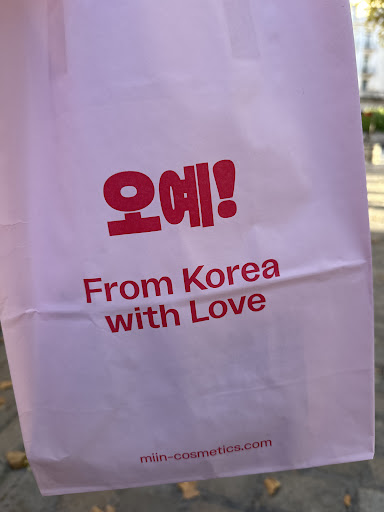 오예!
From Korea
with Love
miin-cosmetics.com